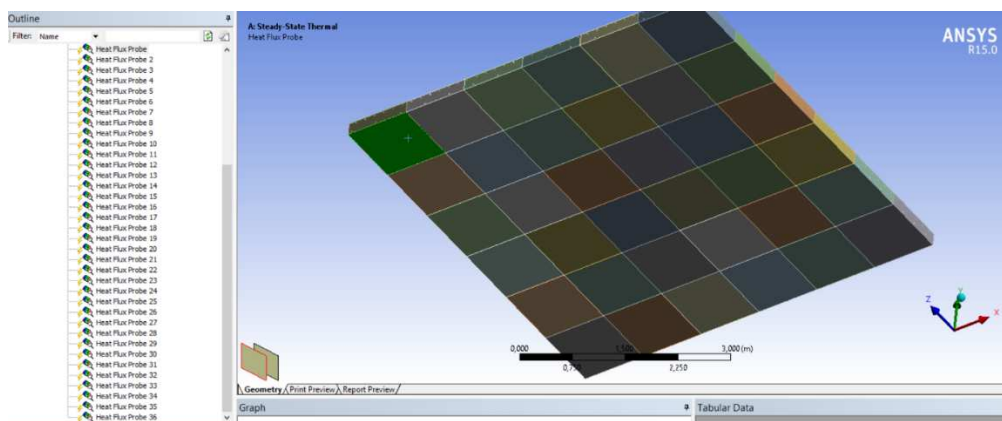 Outline
Filter: Name
Heat Flux Probe
Heat Flux Probe 2
Heat Flux Probe 3
Heat Flux Probe 4
Heat Flux Probe 5
Heat Flux Probe 6
Heat Flux Probe 7
Heat Flux Probe 8
Heat Flux Probe 9
Heat Flux Probe 10
Heat Flux Probe 11
Heat Flux Probe 12
Heat Flux Probe 13
Heat Flux Probe 14
Heat Flux Probe 15
Heat Flux Probe 16
Heat Flux Probe 17
Heat Flux Probe 18
Heat Flux Probe 19
Heat Flux Probe 20
Heat Flux Probe 21
Heat Flux Probe 22
Heat Flux Probe 23
Heat Flux Probe 24
Heat Flux Probe 25
Heat Flux Probe 26
Heat Flux Probe 27
Heat Flux Probe 28
Heat Flux Probe 29
Heat Flux Probe 30
Heat Flux Probe 31
Heat Flux Probe 32
Heat Flux Probe 33
Heat Flux Probe 34
Heat Flux Probe 35
Heat Flux Probe 36
A: Steady-State Thermal
Heat Flux Probe
ANSYS
R15.0
Z Y X
0,000 1,500 3,000 (m)
0,750 2,250
Geometry Print Preview Report Preview
Graph
Tabular Data